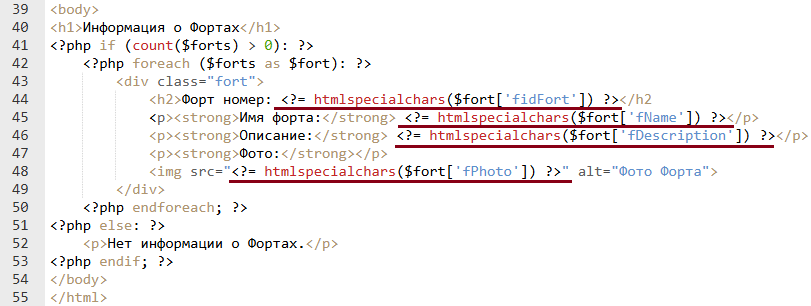 39 <body>
40 <h1>Информация о Фортах</h1>
41 <?php if (count($forts) > 0): ?>
42 <?php foreach ($forts as $fort): ?>
43 <div class="fort">
44 <h2>Форт номер: <?= htmlspecialchars($fort['fidFort']) ?></h2
45 <p><strong>Имя форта:</strong> <?= htmlspecialchars($fort['fName']) ?></p>
46 <p><strong>Описание:</strong> <?= htmlspecialchars($fort['fDescription']) ?></p>
47 <p><strong>Фото:</strong></p>
48 <img src="<?= htmlspecialchars($fort['fPhoto']) ?>" alt="Фото Форта">
49 </div>
50 <?php endforeach; ?>
51 <?php else: ?>
52 <p>Нет информации о Фортах.</p>
53 <?php endif; ?>
54 </body>
55 </html>